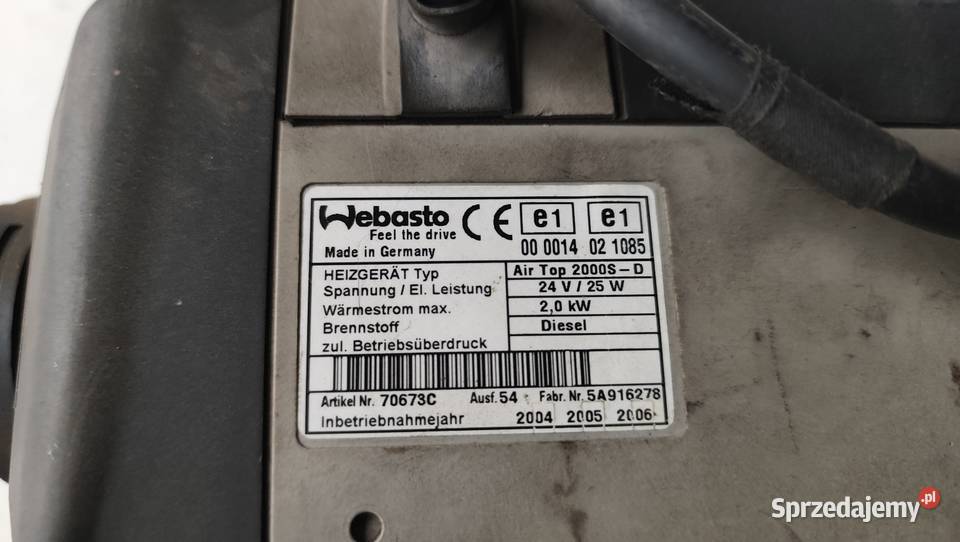 Webasto CE e1 e1
Feel the drive
Made in Germany 00 0014 02 1085
HEIZGERÄT Typ Air Top 2000S-D
Spannung / El. Leistung 24 V / 25 W
Wärmestrom max. 2,0 kW
Brennstoff Diesel
zul. Betriebsüberdruck
Artikel Nr. 70673C Ausf. 54 Fabr. Nr. 5A916278
Inbetriebnahmejahr 2004 2005 2006
Sprzedajemy.pl